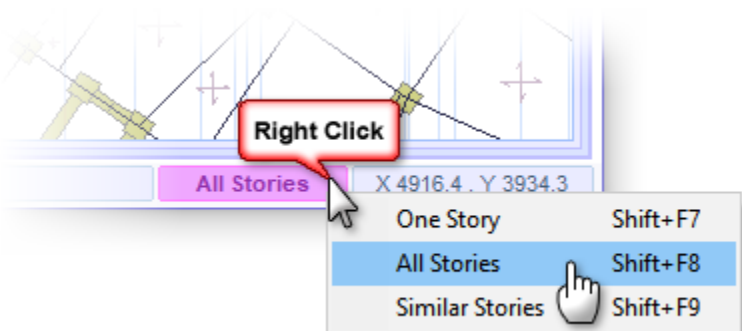 Right Click
All Stories X 4916.4 , Y 3934.3
One Story Shift+F7
All Stories Shift+F8
Similar Stories Shift+F9